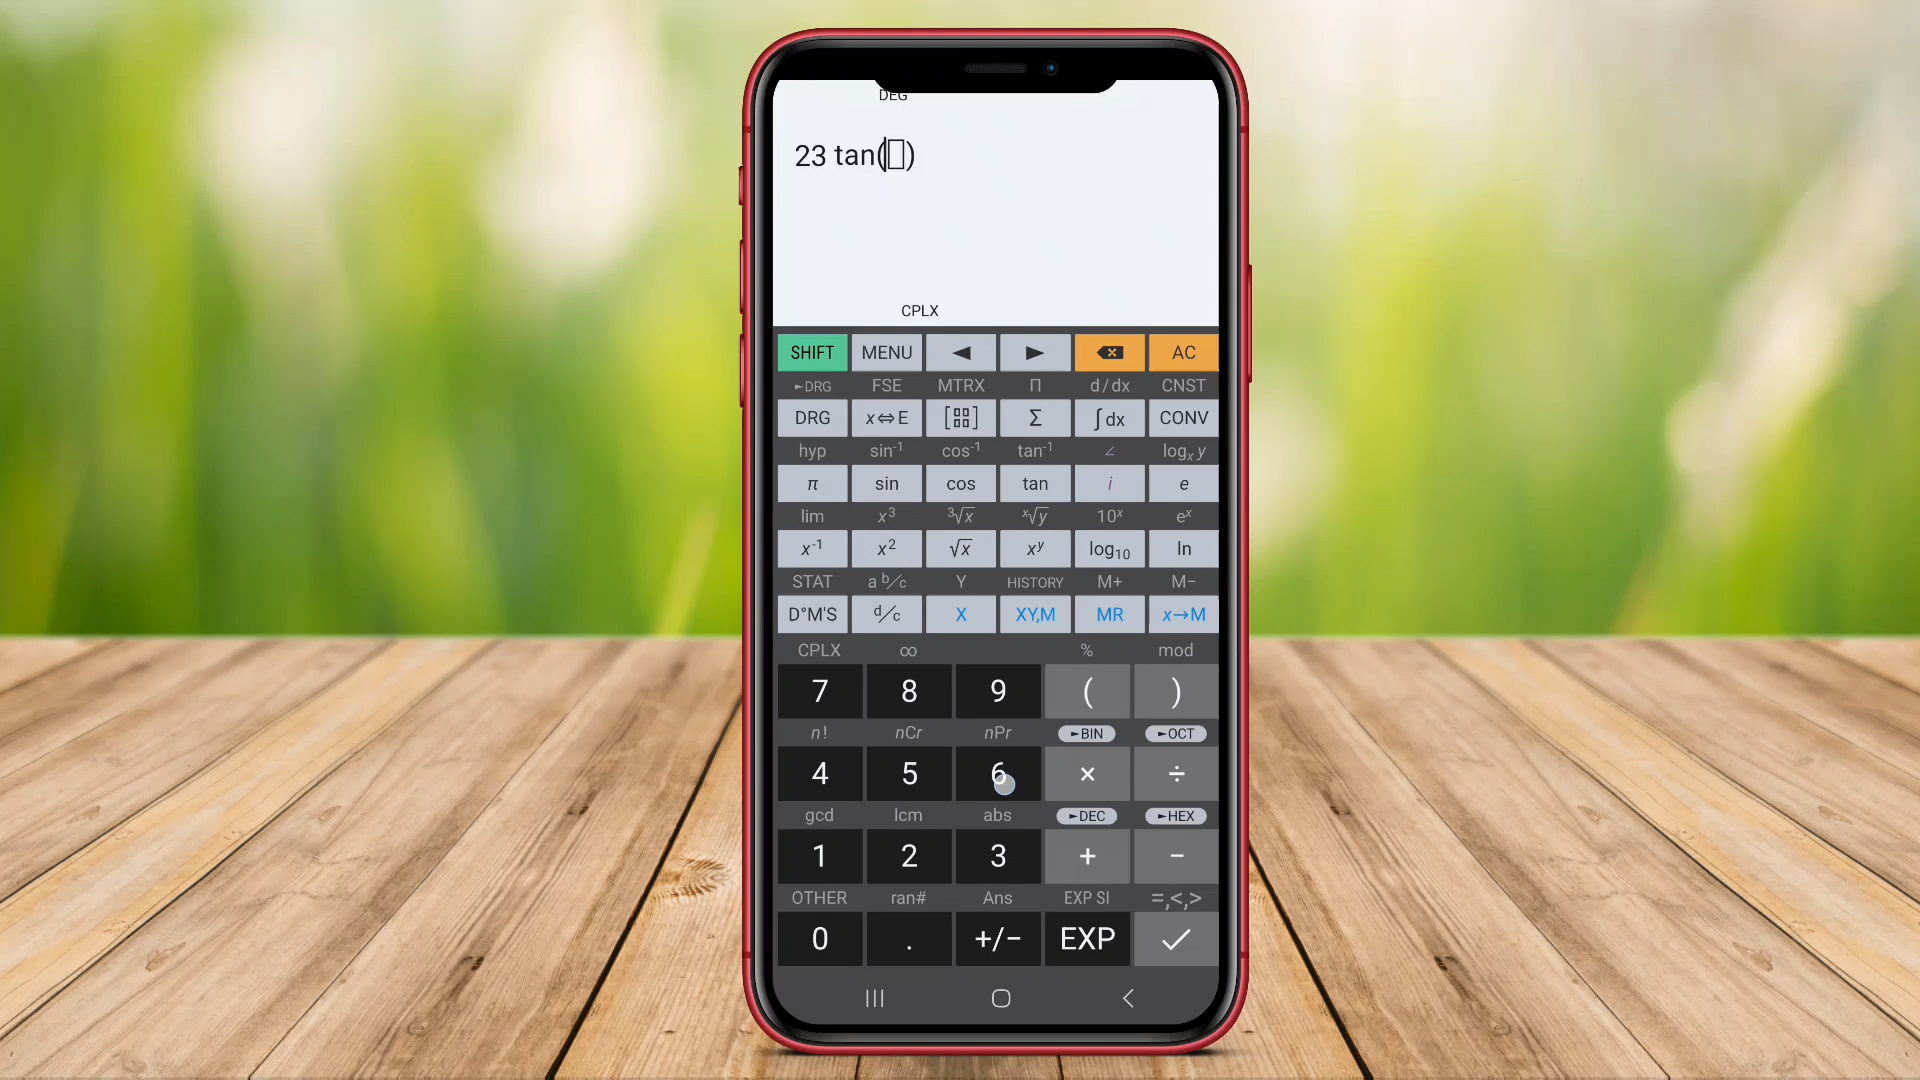 DEG
23 tan(▯)
CPLX
SHIFT MENU ◄ ► AC
►DRG FSE MTRX Π d/dx CNST
DRG x⇔E Σ ∫dx CONV
hyp sin⁻¹ cos⁻¹ tan⁻¹ ∠ logₓ y
π sin cos tan i e
lim x³ ³√x ˣ√y 10ˣ eˣ
x⁻¹ x² √x xʸ log₁₀ ln
STAT a b/c Y HISTORY M+ M−
D°M'S d/c X XY,M MR x→M
CPLX ∞ % mod
7 8 9 ( )
n! nCr nPr ►BIN ►OCT
4 5 6 × ÷
gcd lcm abs ►DEC ►HEX
1 2 3 + −
OTHER ran# Ans EXP SI =,<,>
0 . +/− EXP ✓